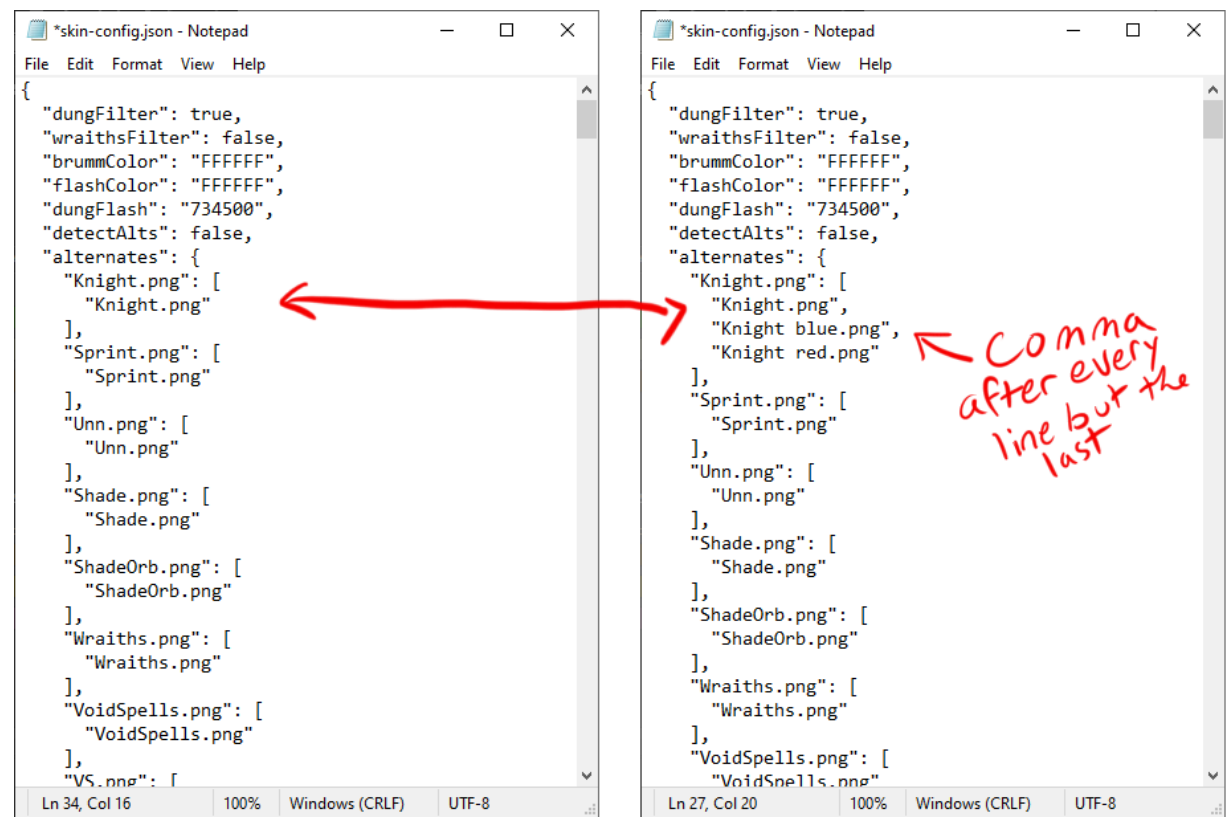 *skin-config.json - Notepad
File Edit Format View Help
{
"dungFilter": true,
"wraithsFilter": false,
"brummColor": "FFFFFF",
"flashColor": "FFFFFF",
"dungFlash": "734500",
"detectAlts": false,
"alternates": {
"Knight.png": [
"Knight.png"
],
"Sprint.png": [
"Sprint.png"
],
"Unn.png": [
"Unn.png"
],
"Shade.png": [
"Shade.png"
],
"ShadeOrb.png": [
"ShadeOrb.png"
],
"Wraiths.png": [
"Wraiths.png"
],
"VoidSpells.png": [
"VoidSpells.png"
],
"VS.png": [
Ln 34, Col 16 100% Windows (CRLF) UTF-8
*skin-config.json - Notepad
File Edit Format View Help
{
"dungFilter": true,
"wraithsFilter": false,
"brummColor": "FFFFFF",
"flashColor": "FFFFFF",
"dungFlash": "734500",
"detectAlts": false,
"alternates": {
"Knight.png": [
"Knight.png",
"Knight blue.png",
"Knight red.png"
],
"Sprint.png": [
"Sprint.png"
],
"Unn.png": [
"Unn.png"
],
"Shade.png": [
"Shade.png"
],
"ShadeOrb.png": [
"ShadeOrb.png"
],
"Wraiths.png": [
"Wraiths.png"
],
"VoidSpells.png": [
"VoidSpells.png"
Ln 27, Col 20 100% Windows (CRLF) UTF-8
Comma
after every
line but the
last